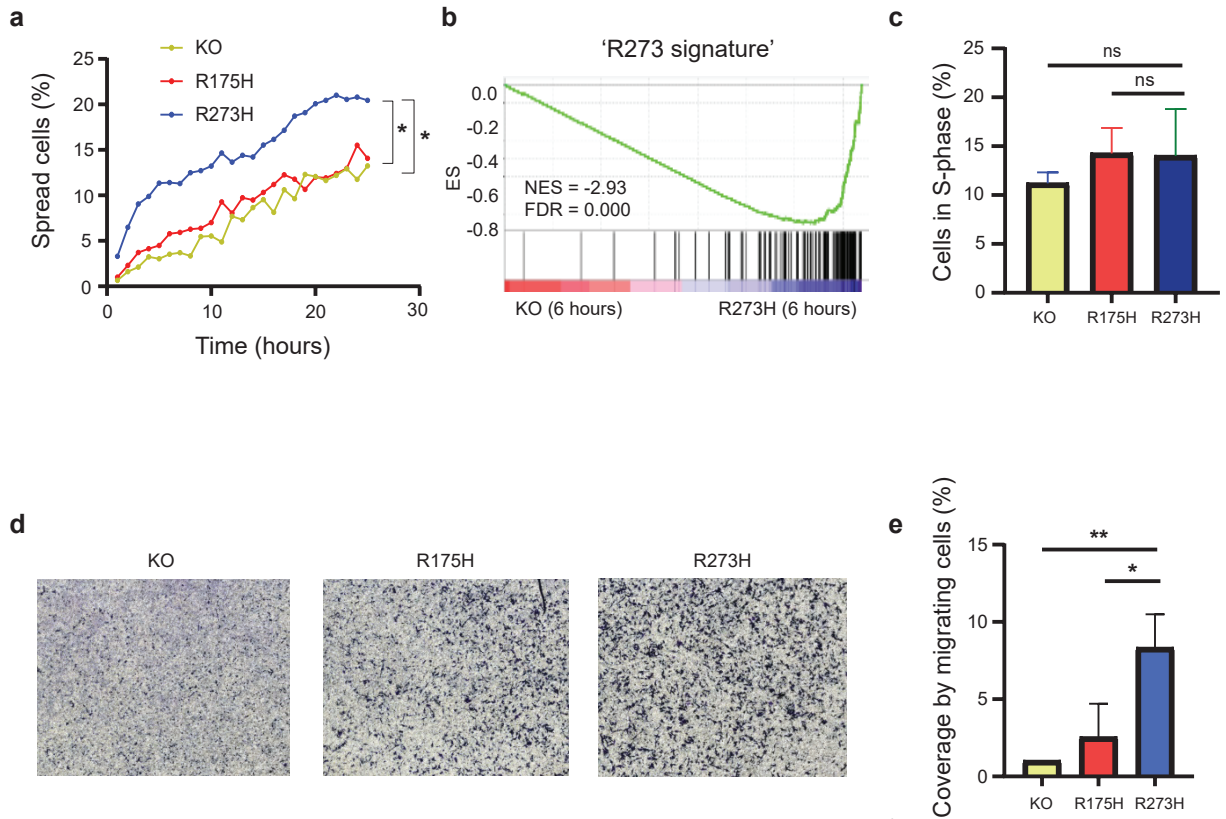 a
KO
R175H
R273H
25
20
15
10
5
0
0
10
20
30
Spread cells (%)
Time (hours)
*
*
b
‘R273 signature’
0.0
-0.2
-0.4
-0.6
-0.8
ES
NES = -2.93
FDR = 0.000
KO (6 hours)
R273H (6 hours)
c
ns
ns
25
20
15
10
5
0
Cells in S-phase (%)
KO
R175H
R273H
d
KO
R175H
R273H
e
**
*
15
10
5
0
Coverage by migrating cells (%)
KO
R175H
R273H